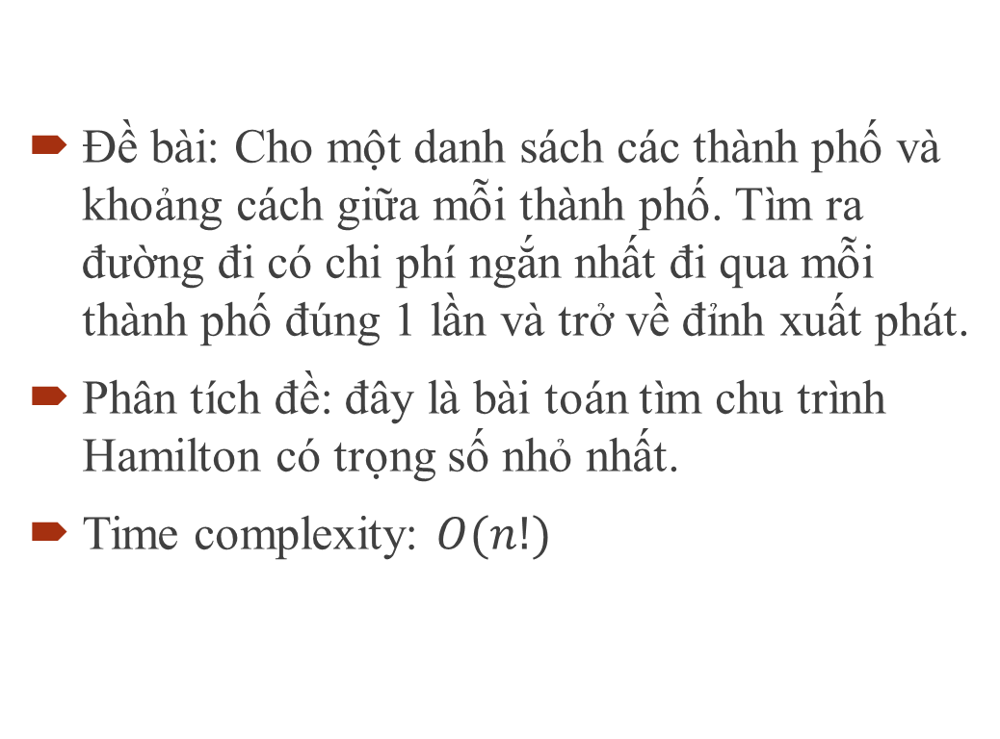 Đề bài: Cho một danh sách các thành phố và
khoảng cách giữa mỗi thành phố. Tìm ra
đường đi có chi phí ngắn nhất đi qua mỗi
thành phố đúng 1 lần và trở về đỉnh xuất phát.
Phân tích đề: đây là bài toán tìm chu trình
Hamilton có trọng số nhỏ nhất.
Time complexity: 𝑂(𝑛!)